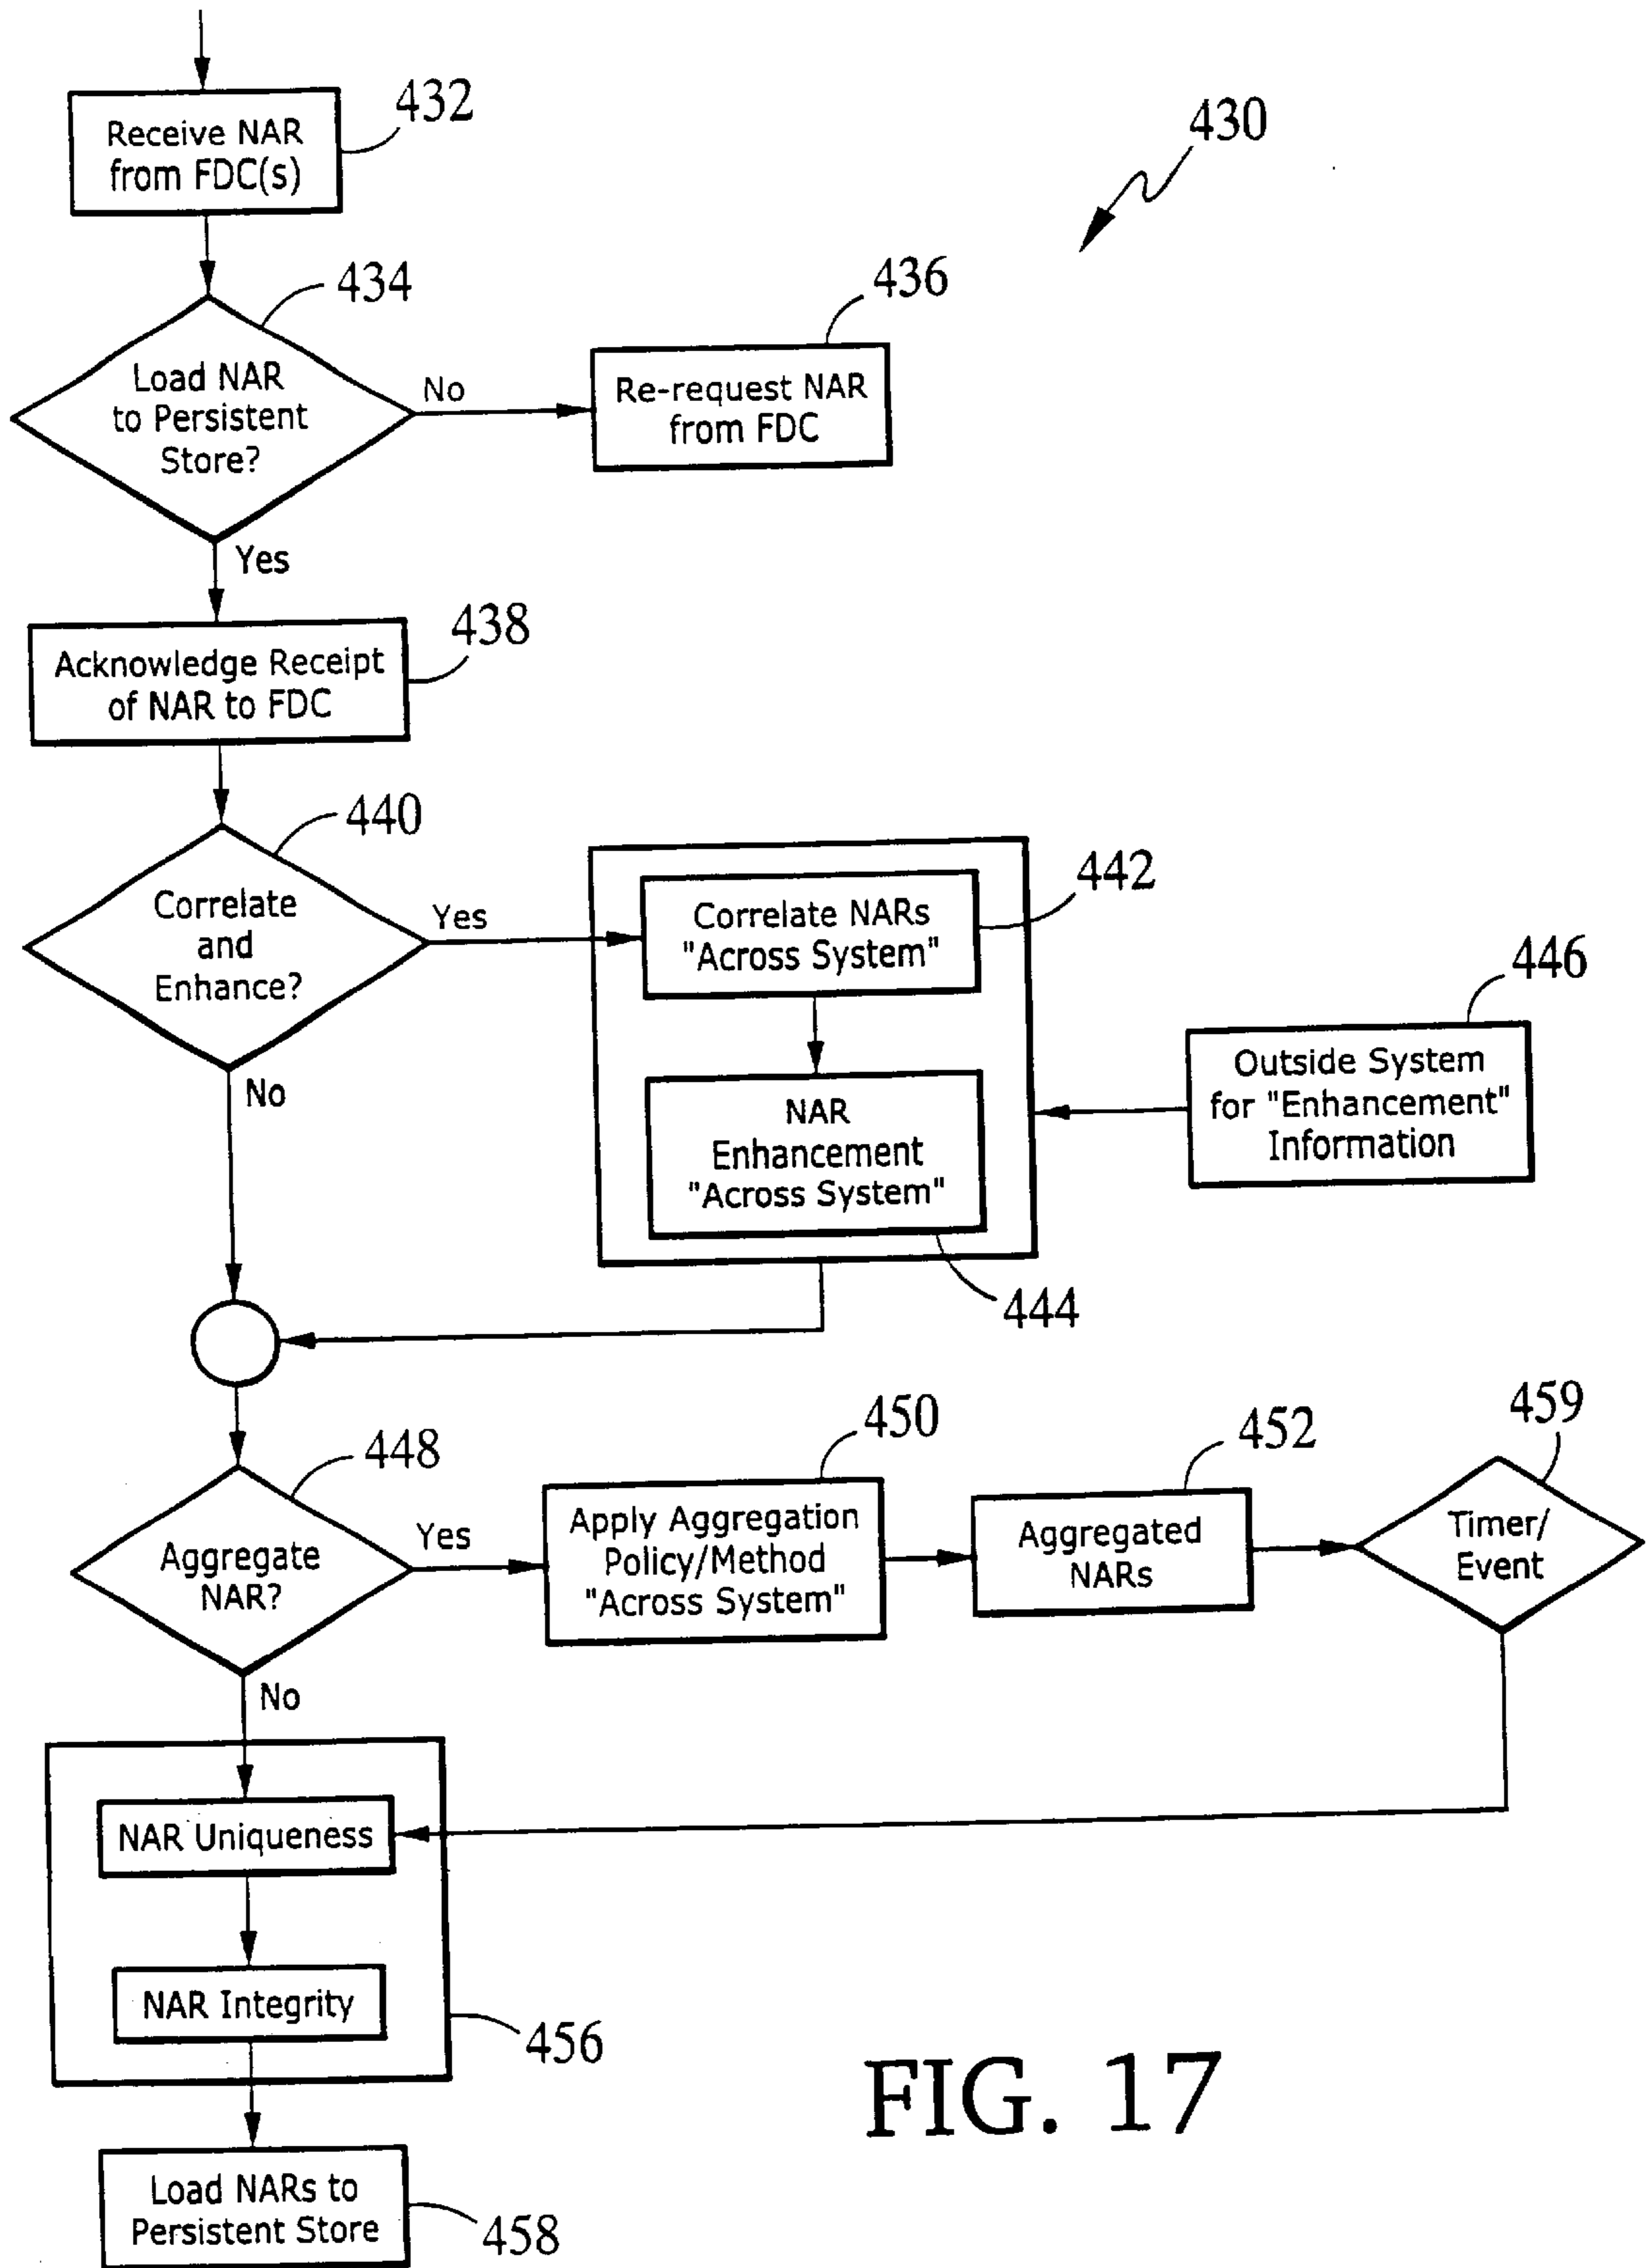 432
Receive NAR
from FDC(s)
430
434
Load NAR
to Persistent
Store?
No
436
Re-request NAR
from FDC
Yes
438
Acknowledge Receipt
of NAR to FDC
440
Correlate
and
Enhance?
Yes
442
Correlate NARs
"Across System"
446
Outside System
for "Enhancement"
Information
NAR
Enhancement
"Across System"
444
No
448
Aggregate
NAR?
Yes
450
Apply Aggregation
Policy/Method
"Across System"
452
Aggregated
NARs
459
Timer/
Event
No
NAR Uniqueness
NAR Integrity
456
Load NARs to
Persistent Store
458
FIG. 17